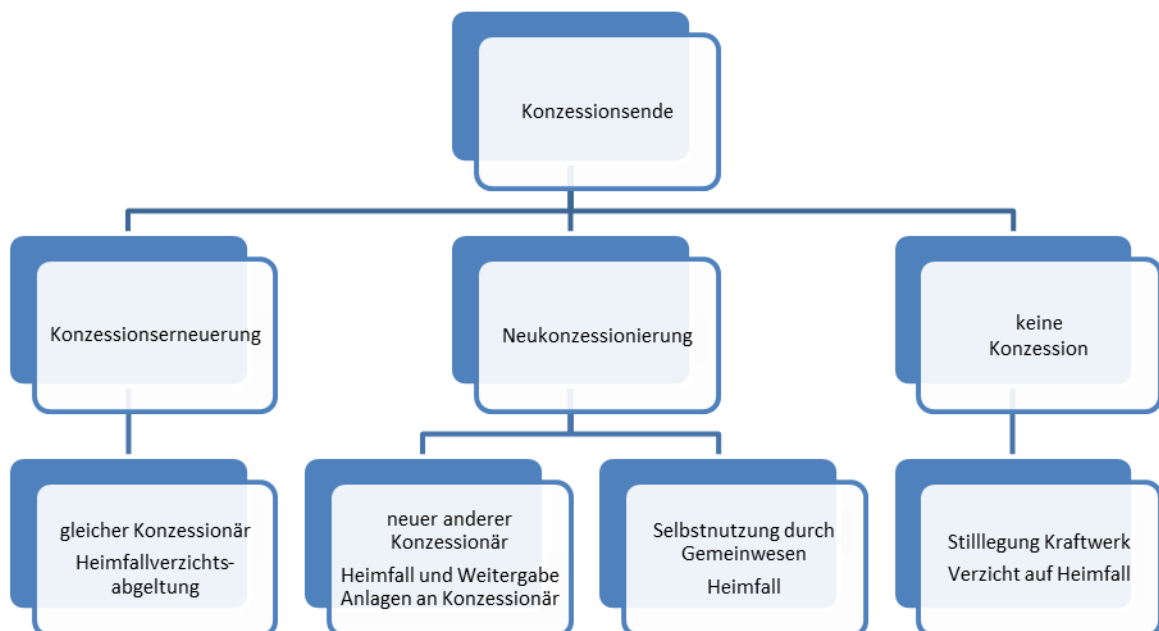 Konzessionsende
Konzessionserneuerung
Neukonzessionierung
keine
Konzession
gleicher Konzessionär
Heimfallverzichts-
abgeltung
neuer anderer
Konzessionär
Heimfall und Weitergabe
Anlagen an Konzessionär
Selbstnutzung durch
Gemeinwesen
Heimfall
Stilllegung Kraftwerk
Verzicht auf Heimfall